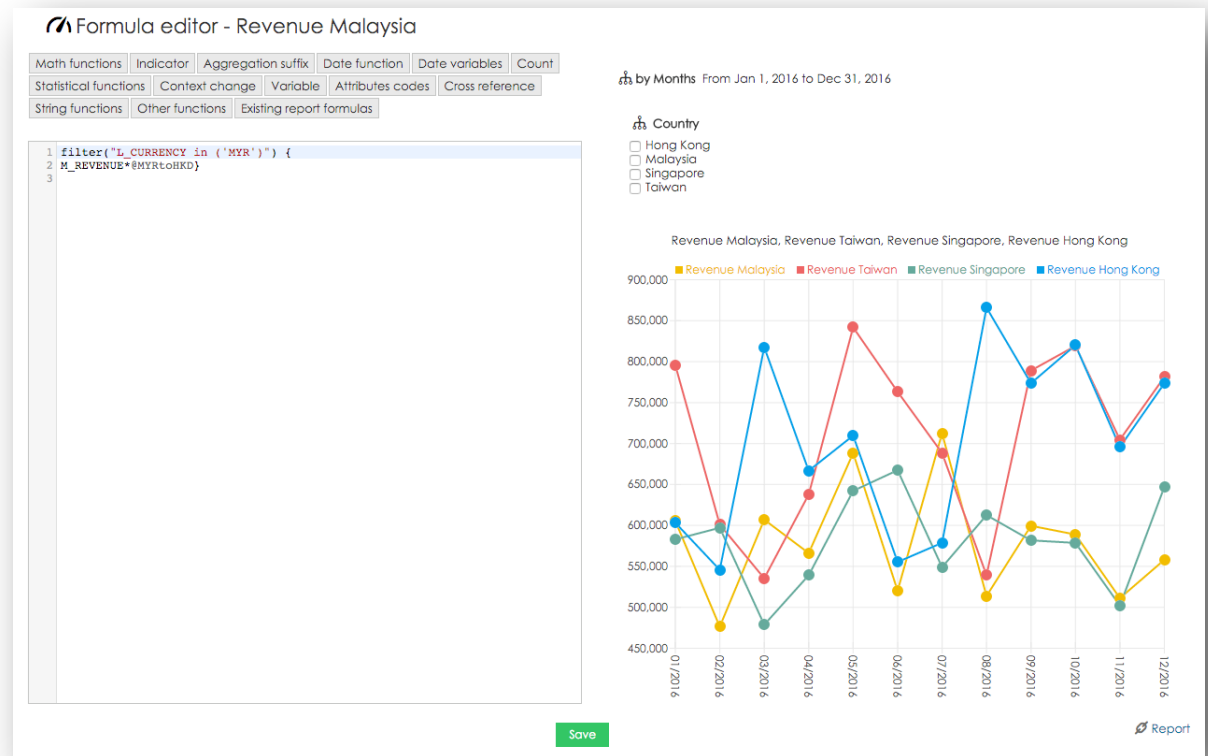 Formula editor - Revenue Malaysia
Math functions Indicator Aggregation suffix Date function Date variables Count
Statistical functions Context change Variable Attributes codes Cross reference
String functions Other functions Existing report formulas
1 filter("L_CURRENCY in ('MYR')") {
2 M_REVENUE*@MYRtoHKD}
3
Save
by Months From Jan 1, 2016 to Dec 31, 2016
Country
Hong Kong
Malaysia
Singapore
Taiwan
Revenue Malaysia, Revenue Taiwan, Revenue Singapore, Revenue Hong Kong
Revenue Malaysia Revenue Taiwan Revenue Singapore Revenue Hong Kong
900,000
850,000
800,000
750,000
700,000
650,000
600,000
550,000
500,000
450,000
01/2016 02/2016 03/2016 04/2016 05/2016 06/2016 07/2016 08/2016 09/2016 10/2016 11/2016 12/2016
Report